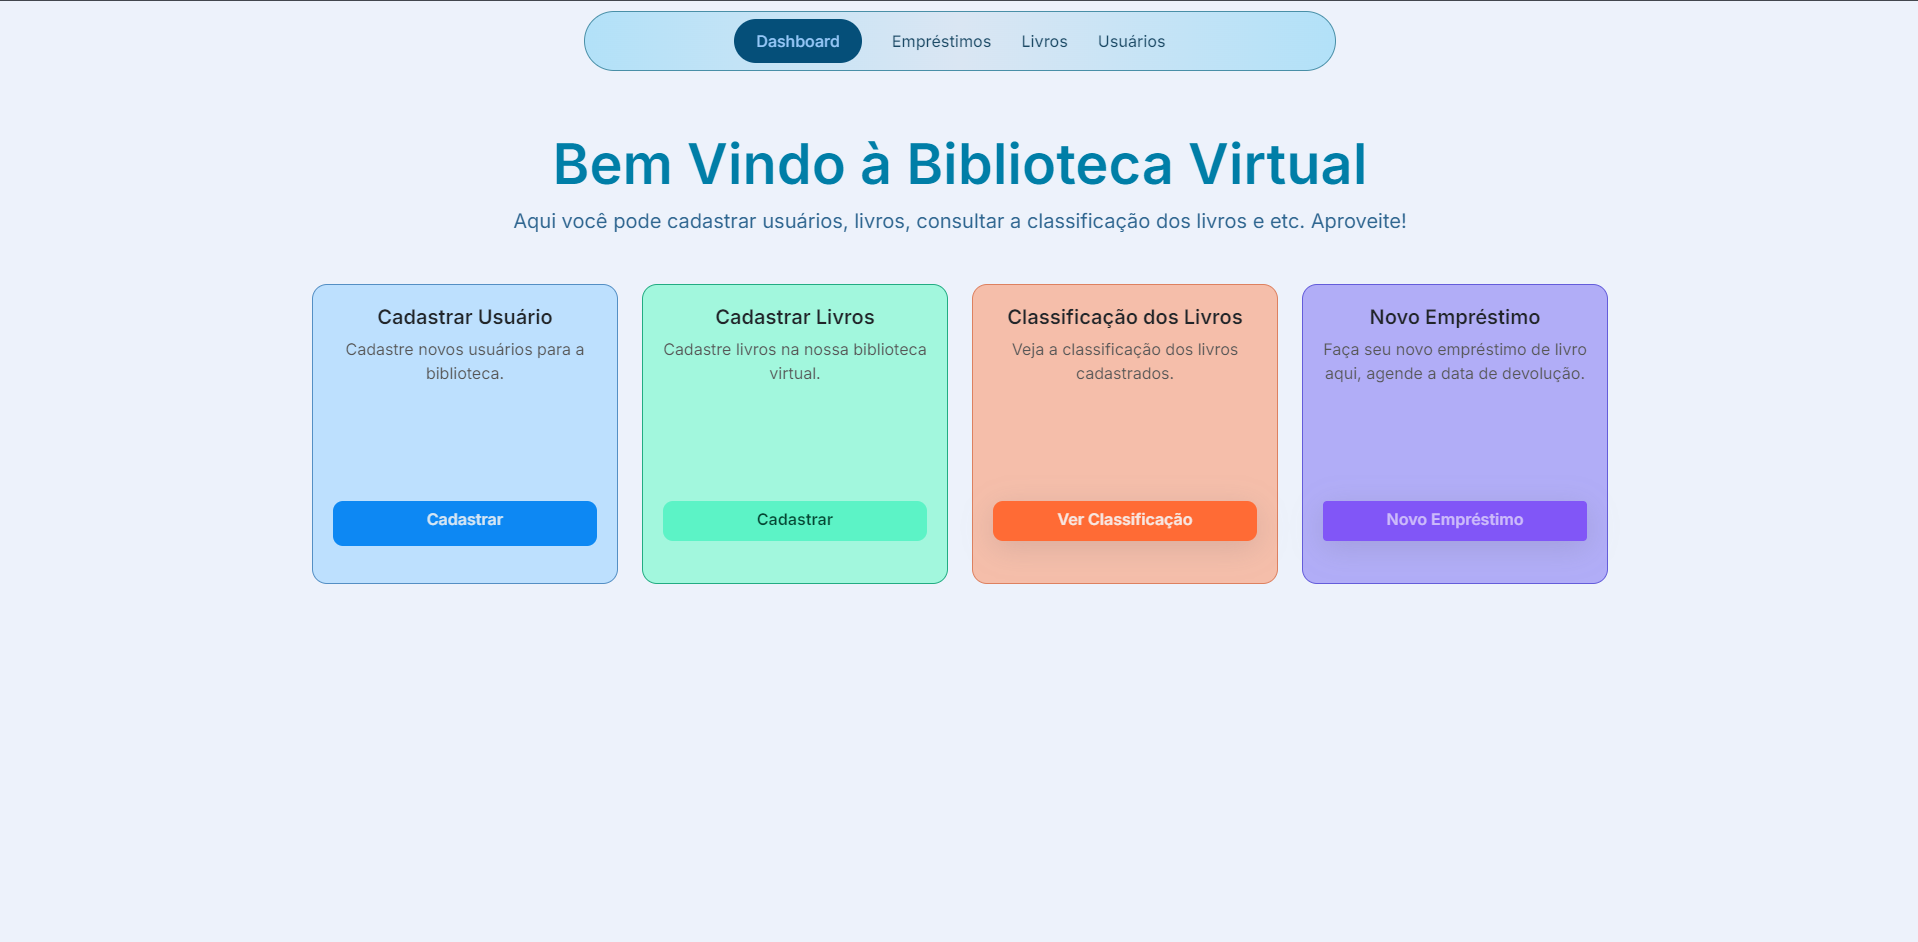 Dashboard Empréstimos Livros Usuários
Bem Vindo à Biblioteca Virtual
Aqui você pode cadastrar usuários, livros, consultar a classificação dos livros e etc. Aproveite!
Cadastrar Usuário
Cadastre novos usuários para a
biblioteca.
Cadastrar
Cadastrar Livros
Cadastre livros na nossa biblioteca
virtual.
Cadastrar
Classificação dos Livros
Veja a classificação dos livros
cadastrados.
Ver Classificação
Novo Empréstimo
Faça seu novo empréstimo de livro
aqui, agende a data de devolução.
Novo Empréstimo